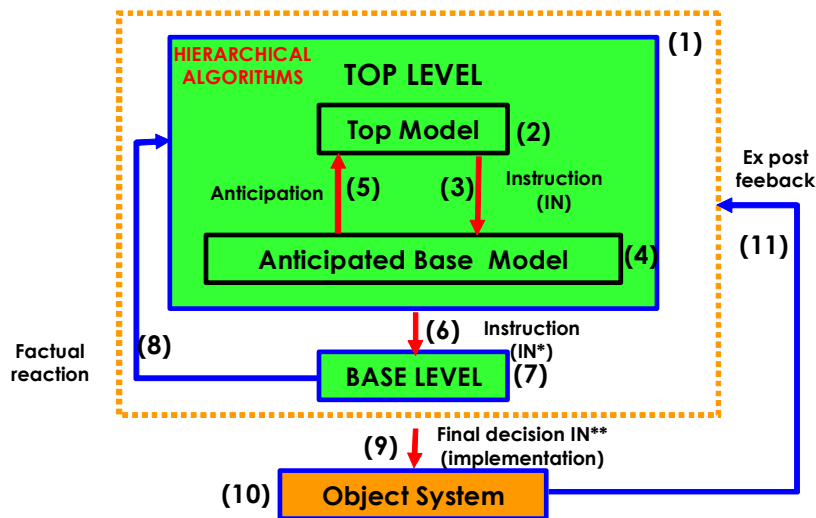 (1)
HIERARCHICAL
ALGORITHMS
TOP LEVEL
Top Model
(2)
Anticipation
(5)
(3)
Instruction
(IN)
Ex post
feeback
(11)
Anticipated Base  Model
(4)
(6)
Instruction
(IN*)
(8)
Factual
reaction
BASE LEVEL
(7)
(9)
Final decision IN**
(implementation)
(10)
Object System